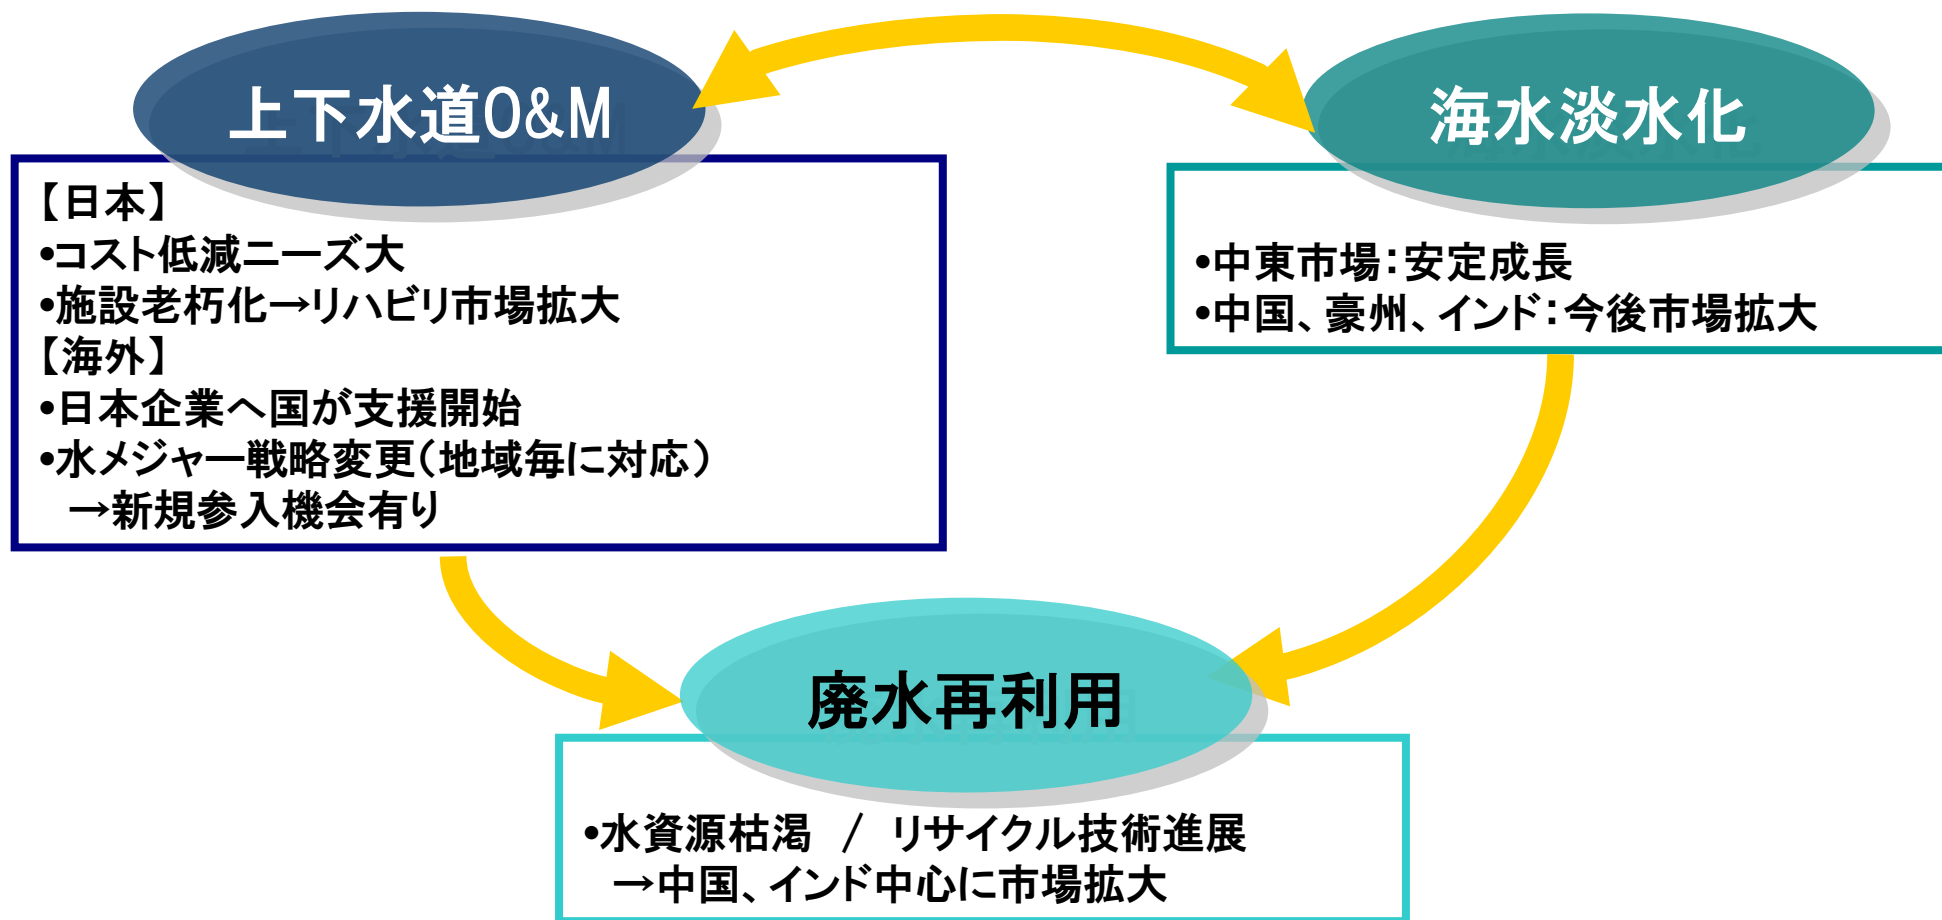 上下水道O&M
【日本】
•コスト低減ニーズ大
•施設老朽化→リハビリ市場拡大
【海外】
•日本企業へ国が支援開始
•水メジャー戦略変更(地域毎に対応)
→新規参入機会有り
海水淡水化
•中東市場:安定成長
•中国、豪州、インド:今後市場拡大
廃水再利用
•水資源枯渇 / リサイクル技術進展
→中国、インド中心に市場拡大